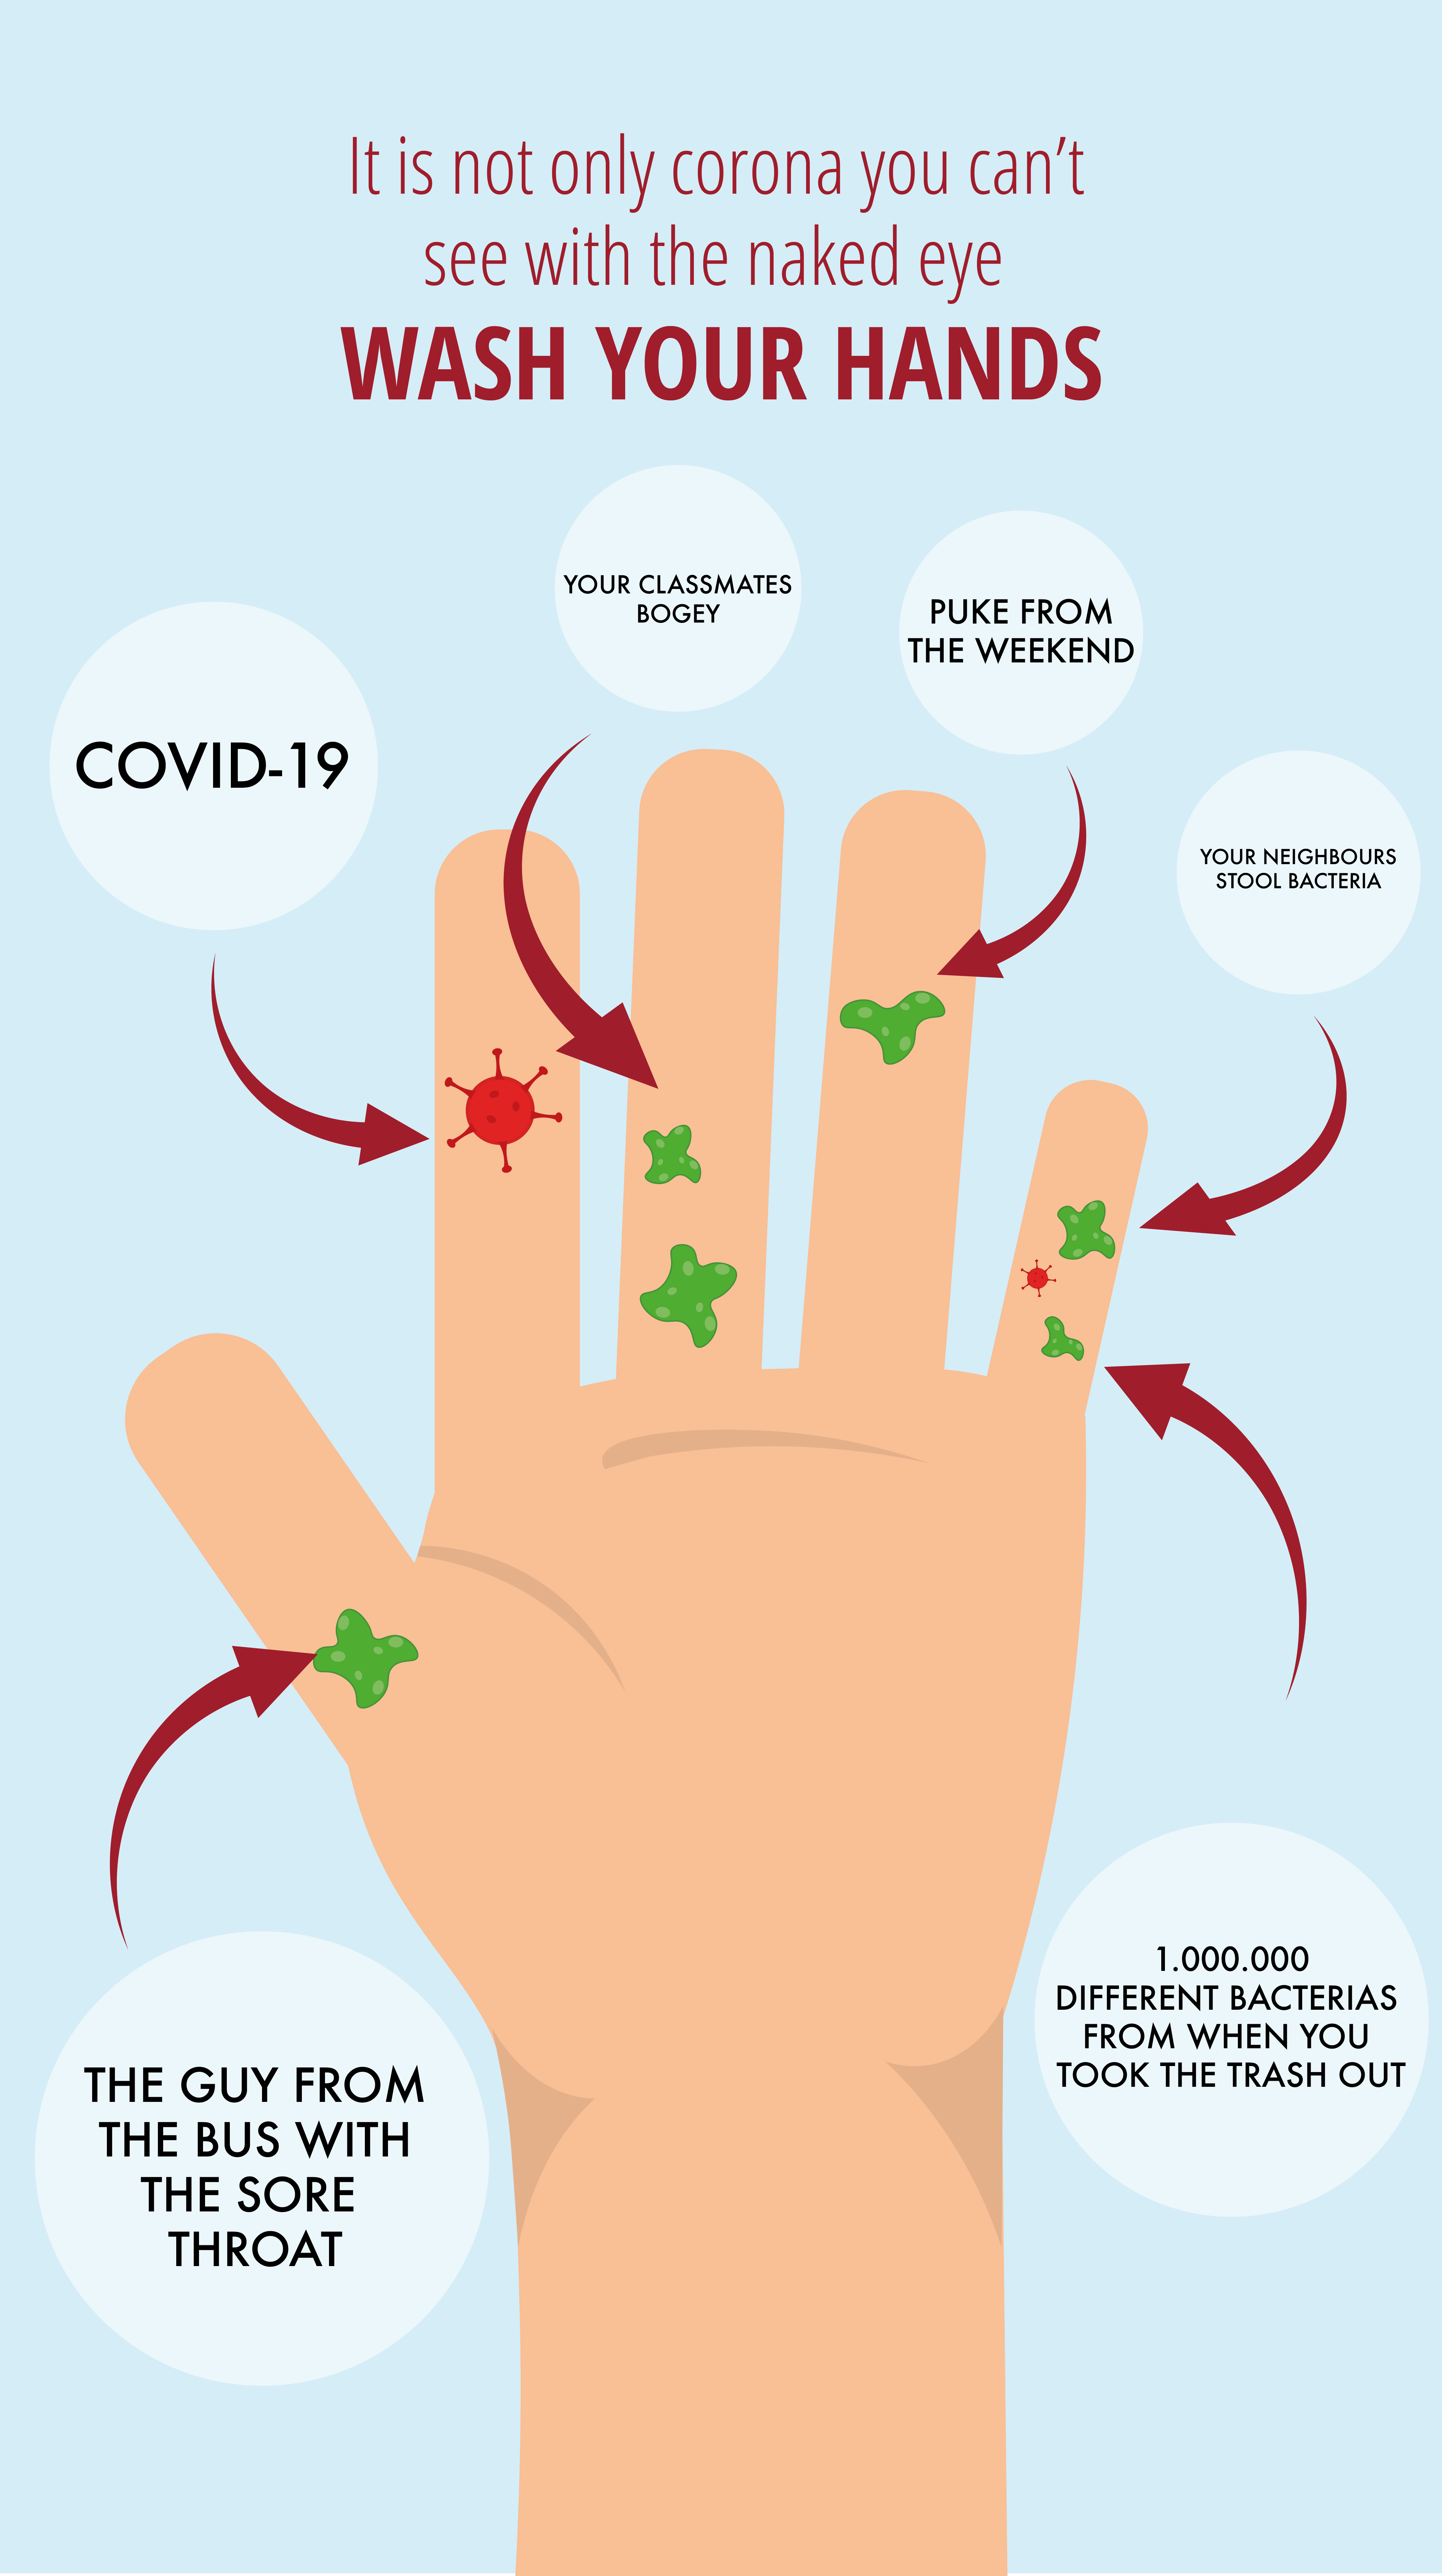 It is not only corona you can’t
see with the naked eye
WASH YOUR HANDS
YOUR CLASSMATES
BOGEY
PUKE FROM
THE WEEKEND
COVID-19
YOUR NEIGHBOURS
STOOL BACTERIA
THE GUY FROM
THE BUS WITH
THE SORE
THROAT
1.000.000
DIFFERENT BACTERIAS
FROM WHEN YOU
TOOK THE TRASH OUT